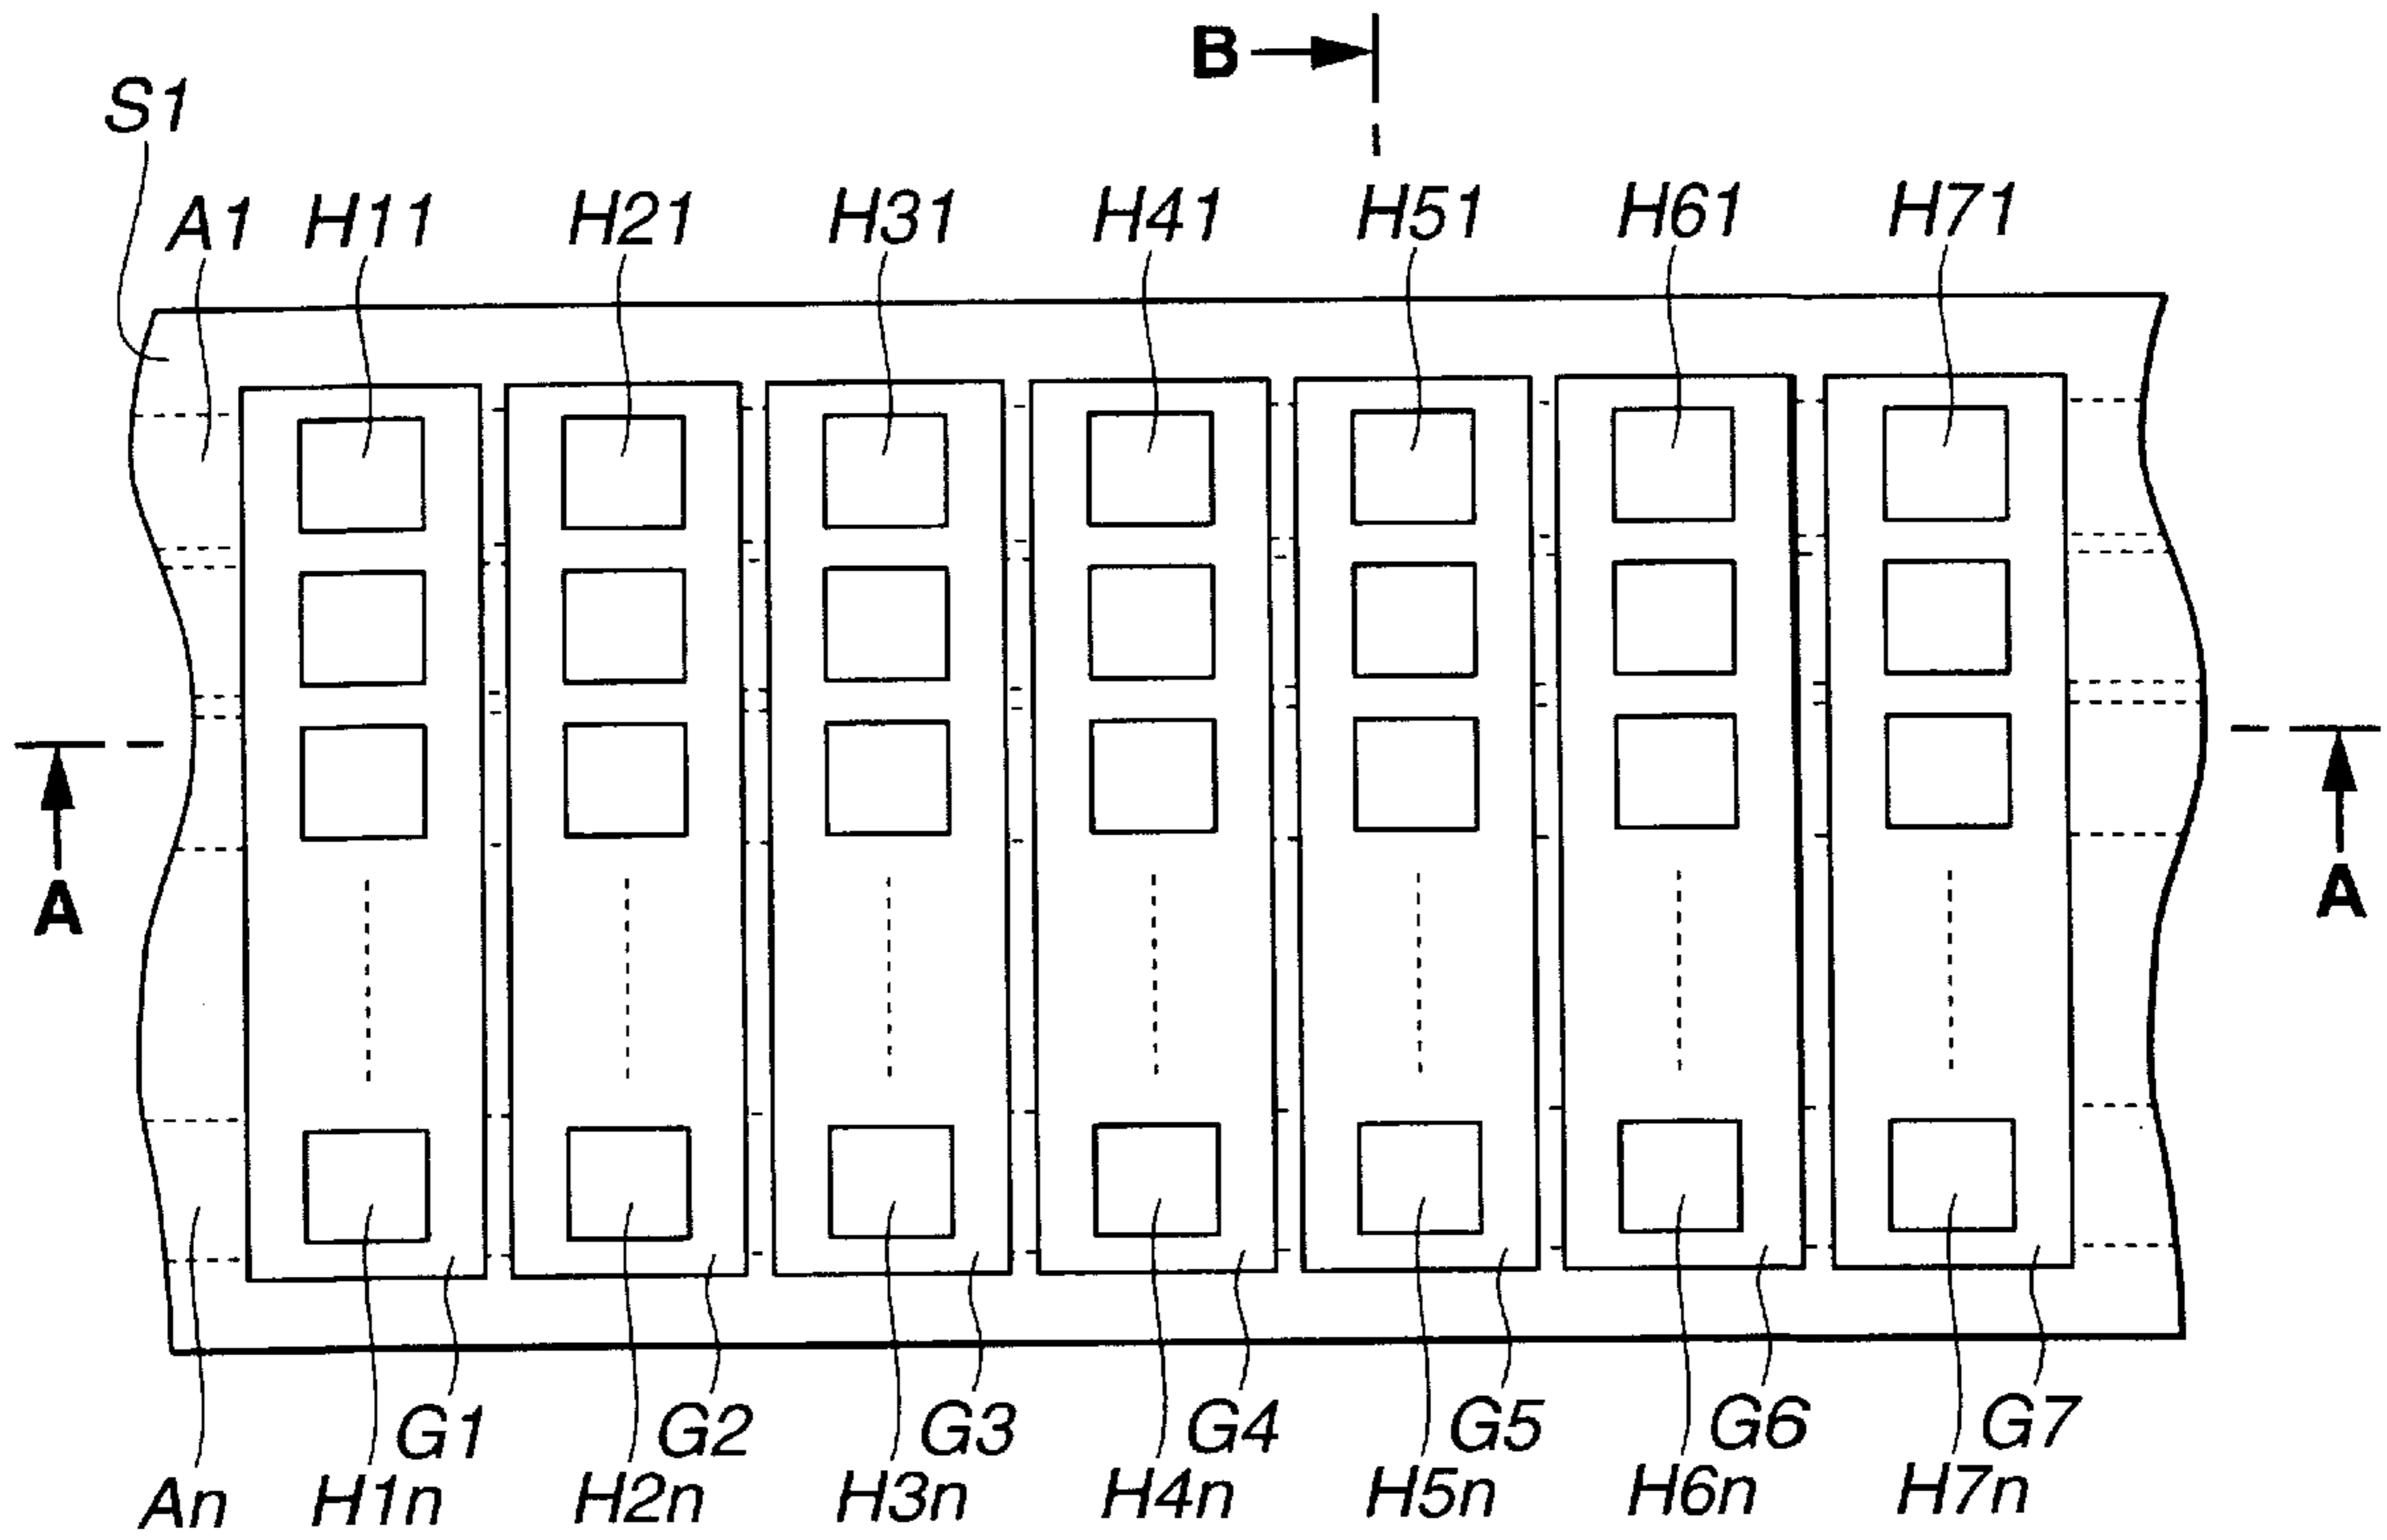 B
S1
A1 H11 H21 H31 H41 H51 H61 H71
A A
G1 G2 G3 G4 G5 G6 G7
An H1n H2n H3n H4n H5n H6n H7n